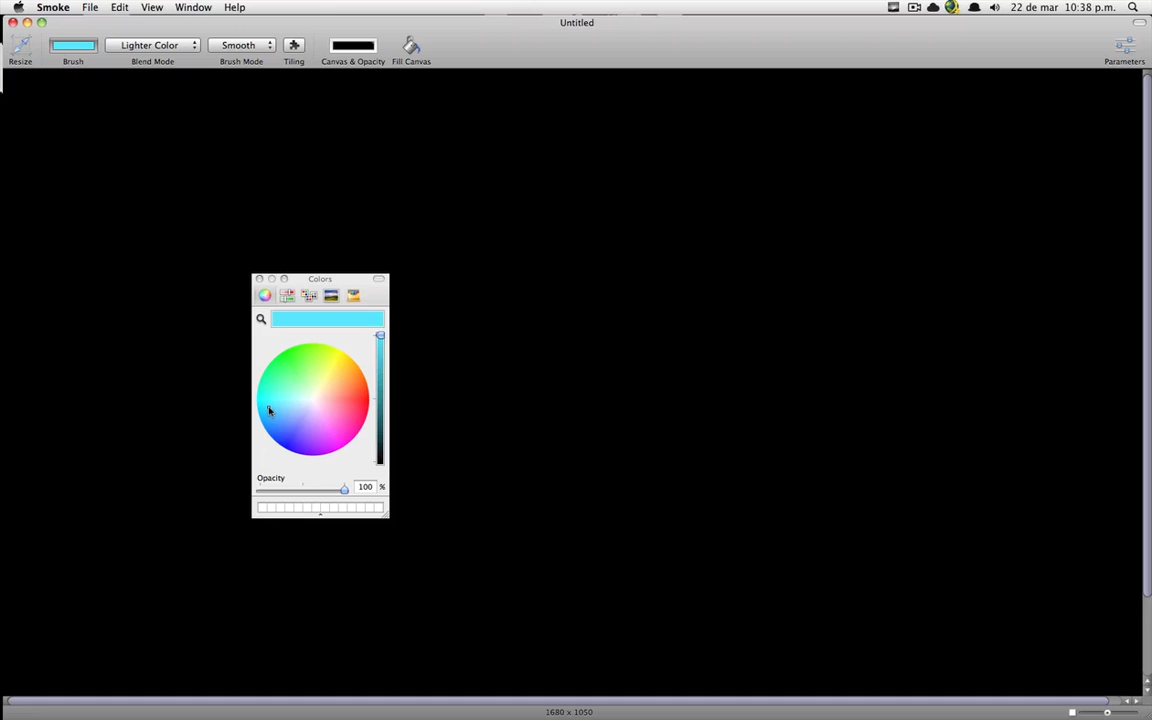 Smoke File Edit View Window Help 22 de mar 10:38 p.m.
Untitled
Lighter Color Smooth
Resize Brush Blend Mode Brush Mode Tiling Canvas & Opacity Fill Canvas Parameters
Colors
Opacity
100 %
1680 x 1050